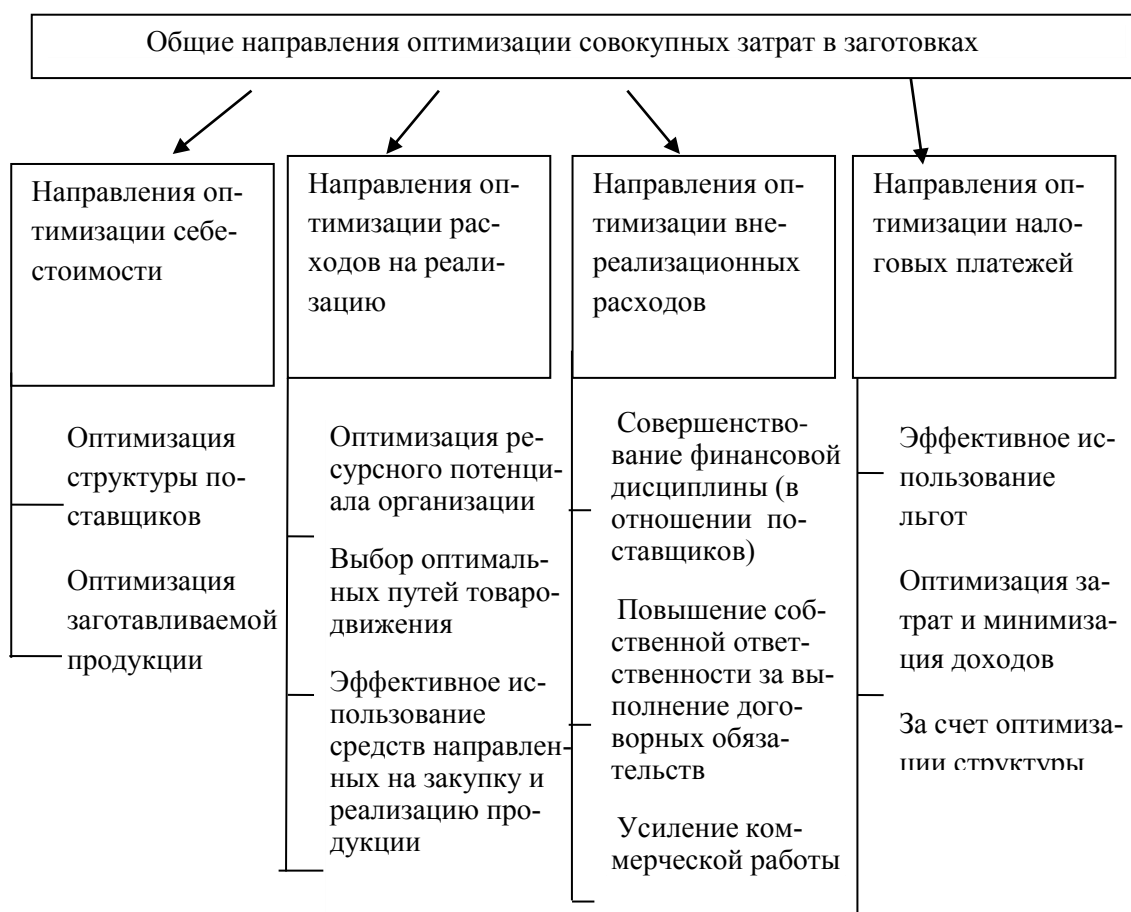 Общие направления оптимизации совокупных затрат в заготовках
Направления оп-
тимизации себе-
стоимости
Оптимизация
структуры по-
ставщиков
Оптимизация
заготавливаемой
продукции
Направления оп-
тимизации рас-
ходов на реали-
зацию
Оптимизация ре-
сурсного потенци-
ала организации
Выбор оптималь-
ных путей товаро-
движения
Эффективное ис-
пользование
средств направлен-
ных на закупку и
реализацию про-
дукции
Направления оп-
тимизации вне-
реализационных
расходов
Совершенство-
вание финансовой
дисциплины (в
отношении по-
ставщиков)
Повышение соб-
ственной ответ-
ственности за вы-
полнение дого-
ворных обяза-
тельств
Усиление ком-
мерческой работы
Направления оп-
тимизации нало-
говых платежей
Эффективное ис-
пользование
льгот
Оптимизация за-
трат и минимиза-
ция доходов
За счет оптимиза-
ции структуры